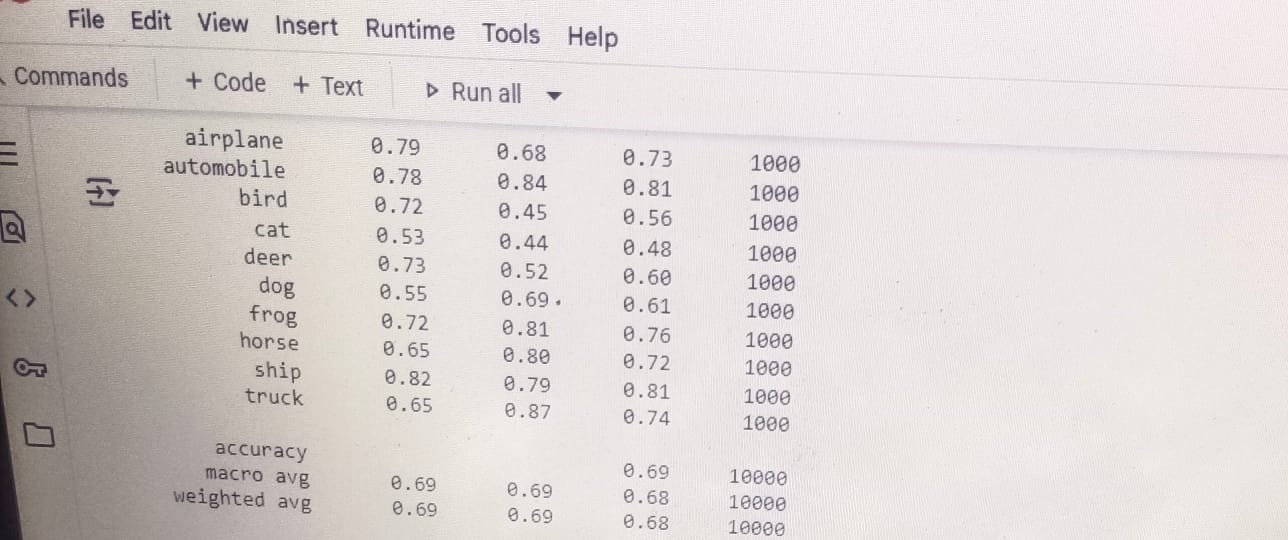 File Edit View Insert Runtime Tools Help
Commands + Code + Text Run all
airplane 0.79 0.68 0.73 1000
automobile 0.78 0.84 0.81 1000
bird 0.72 0.45 0.56 1000
cat 0.53 0.44 0.48 1000
deer 0.73 0.52 0.60 1000
dog 0.55 0.69 0.61 1000
frog 0.72 0.81 0.76 1000
horse 0.65 0.80 0.72 1000
ship 0.82 0.79 0.81 1000
truck 0.65 0.87 0.74 1000
accuracy 0.69 10000
macro avg 0.69 0.69 0.68 10000
weighted avg 0.69 0.69 0.68 10000